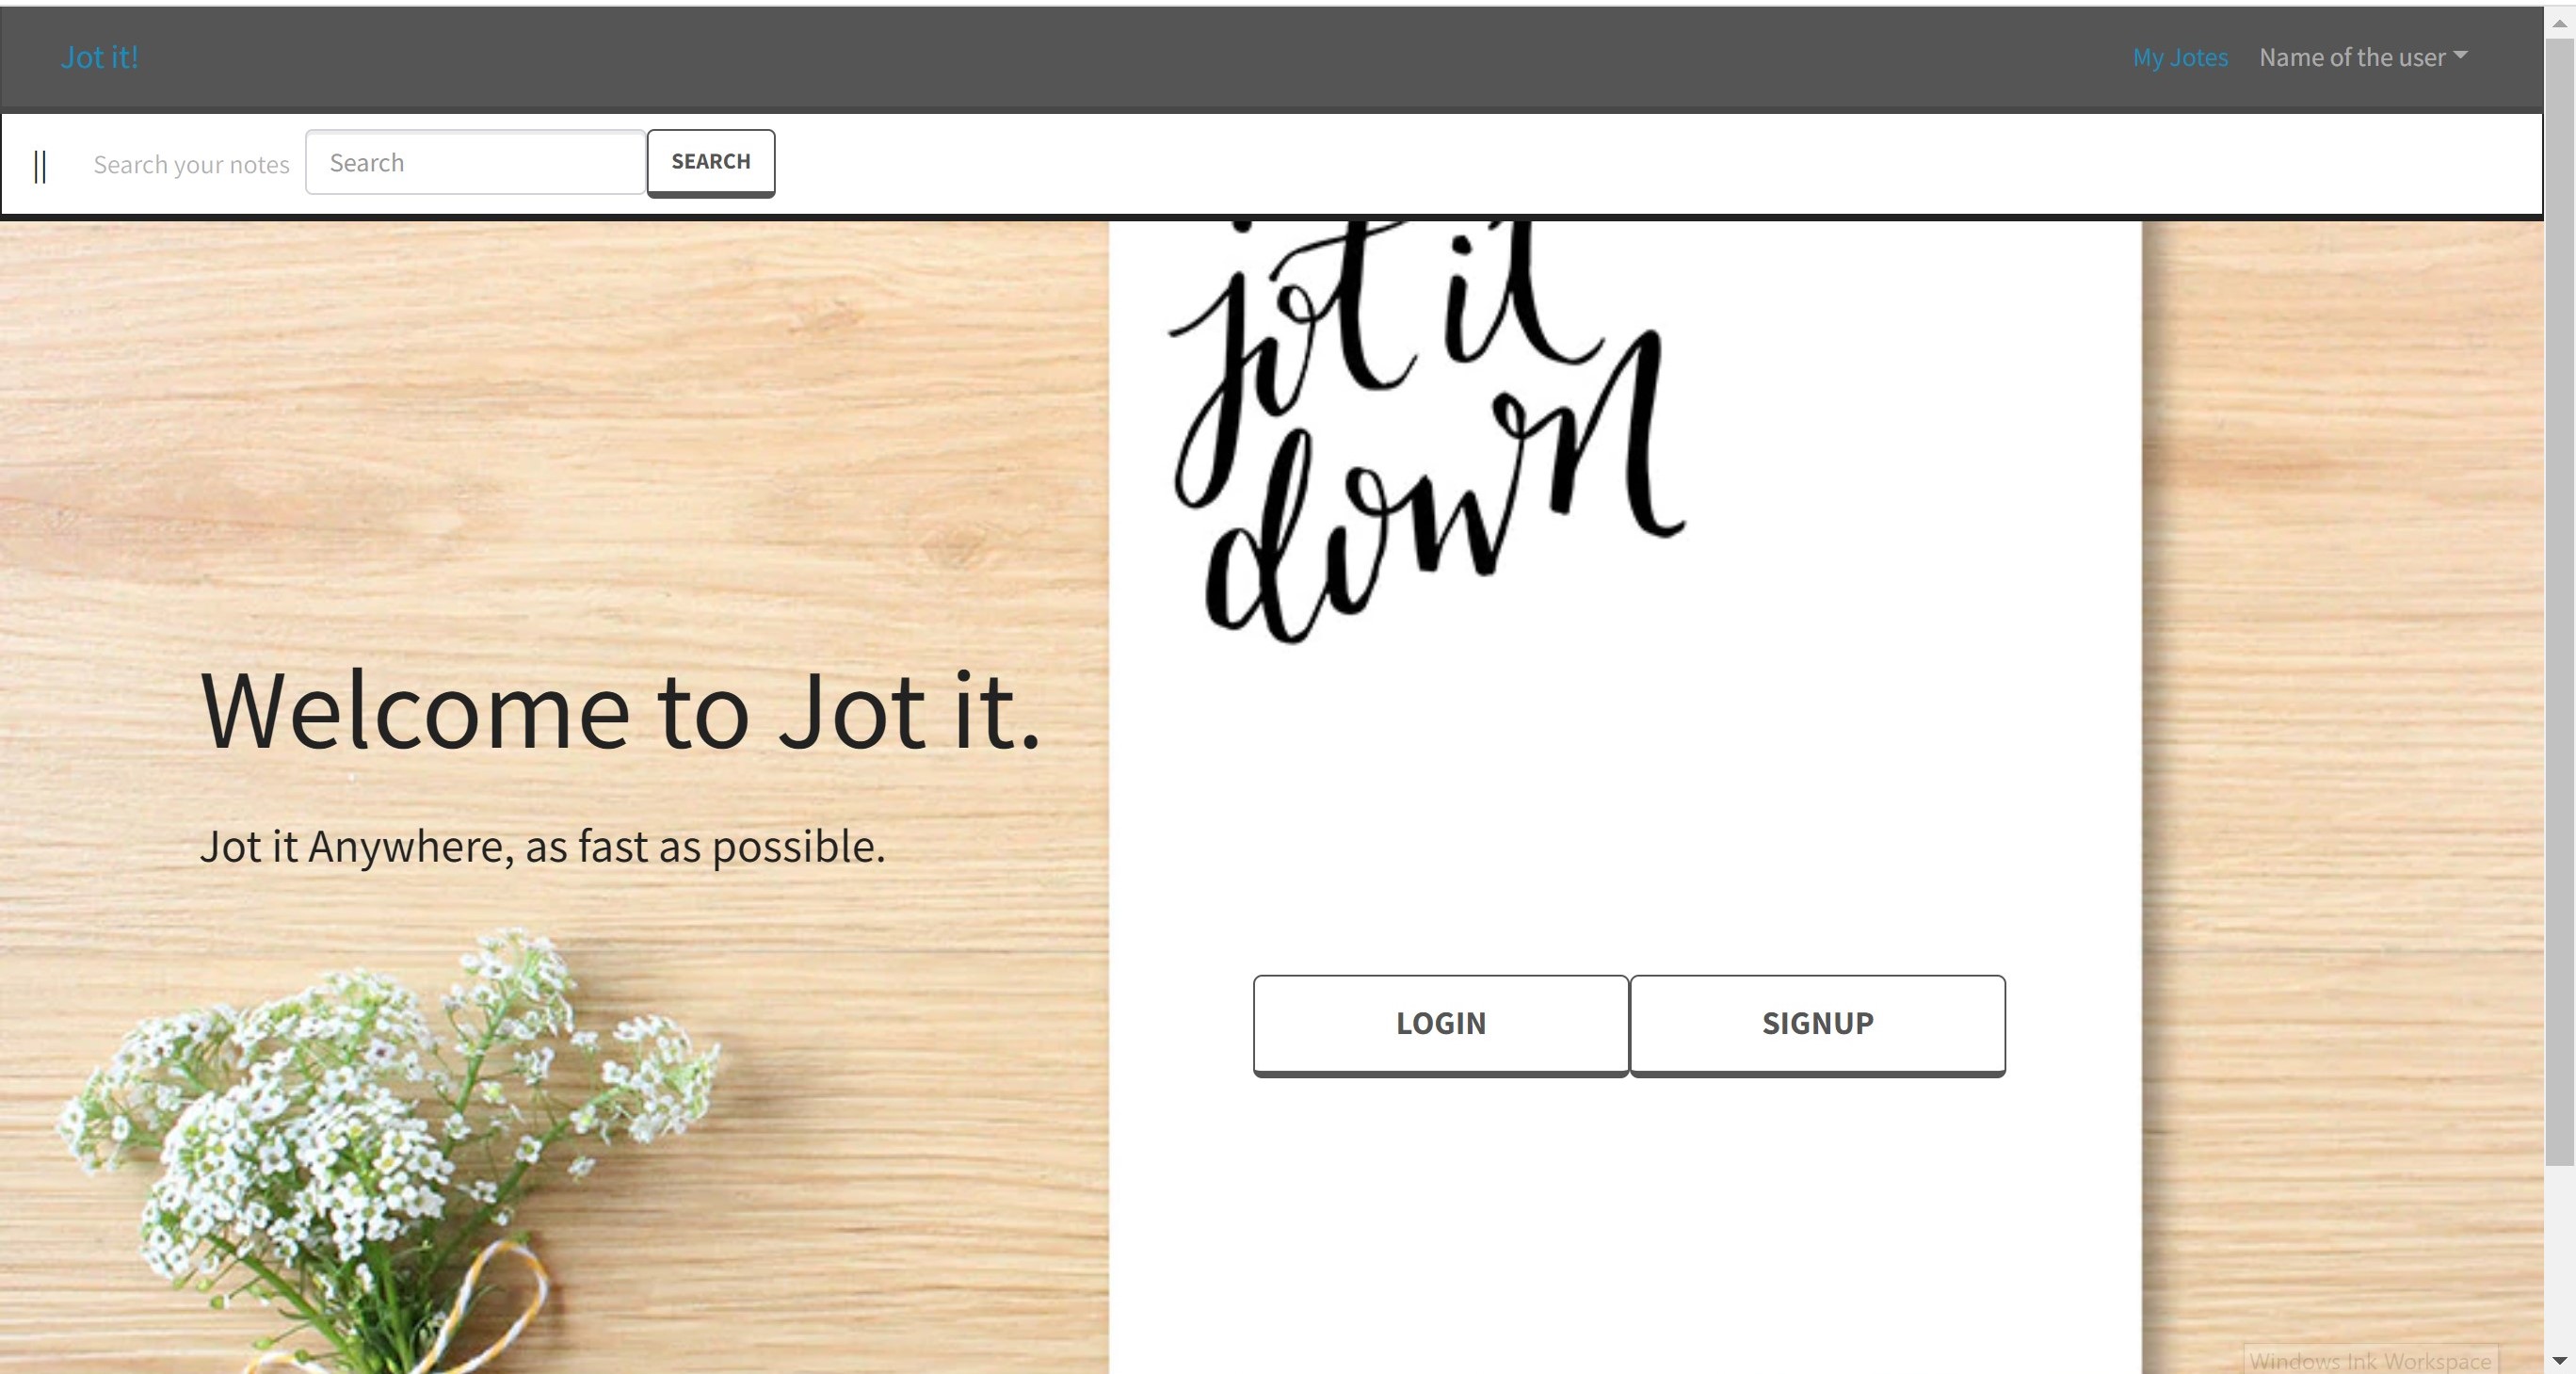 Jot it! My Jotes Name of the user
|| Search your notes Search SEARCH
jot it
down
Welcome to Jot it.
Jot it Anywhere, as fast as possible.
LOGIN SIGNUP
Windows Ink Workspace